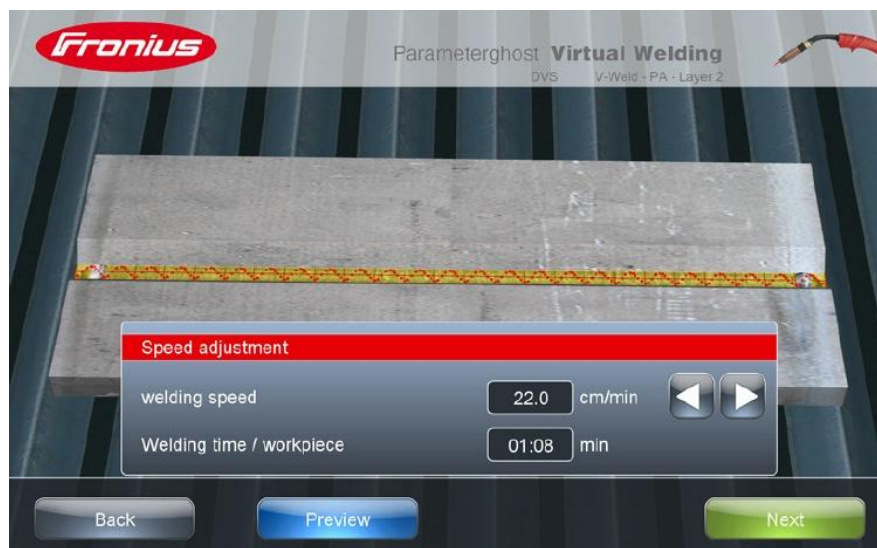 Fronius
Parameterghost Virtual Welding
DVS V-Weld - PA - Layer 2
Speed adjustment
welding speed 22.0 cm/min
Welding time / workpiece 01:08 min
Back Preview Next